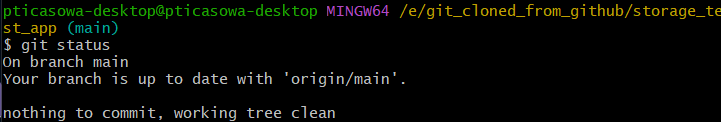 pticasowa-desktop@pticasowa-desktop MINGW64 /e/git_cloned_from_github/storage_te
st_app (main)
$ git status
On branch main
Your branch is up to date with 'origin/main'.
nothing to commit, working tree clean